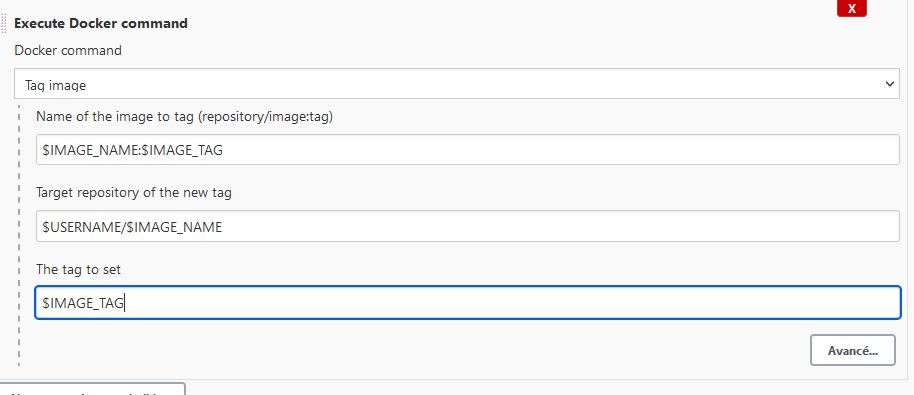 X
Execute Docker command
Docker command
Tag image
Name of the image to tag (repository/image:tag)
$IMAGE_NAME:$IMAGE_TAG
Target repository of the new tag
$USERNAME/$IMAGE_NAME
The tag to set
$IMAGE_TAG
Avancé...